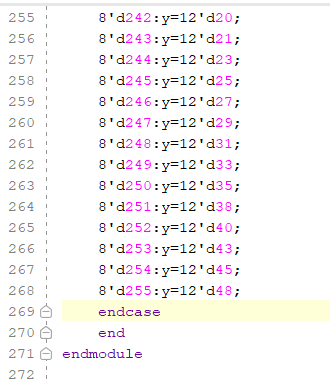 255 8'd242:y=12'd20;
256 8'd243:y=12'd21;
257 8'd244:y=12'd23;
258 8'd245:y=12'd25;
259 8'd246:y=12'd27;
260 8'd247:y=12'd29;
261 8'd248:y=12'd31;
262 8'd249:y=12'd33;
263 8'd250:y=12'd35;
264 8'd251:y=12'd38;
265 8'd252:y=12'd40;
266 8'd253:y=12'd43;
267 8'd254:y=12'd45;
268 8'd255:y=12'd48;
269 endcase
270 end
271 endmodule
272